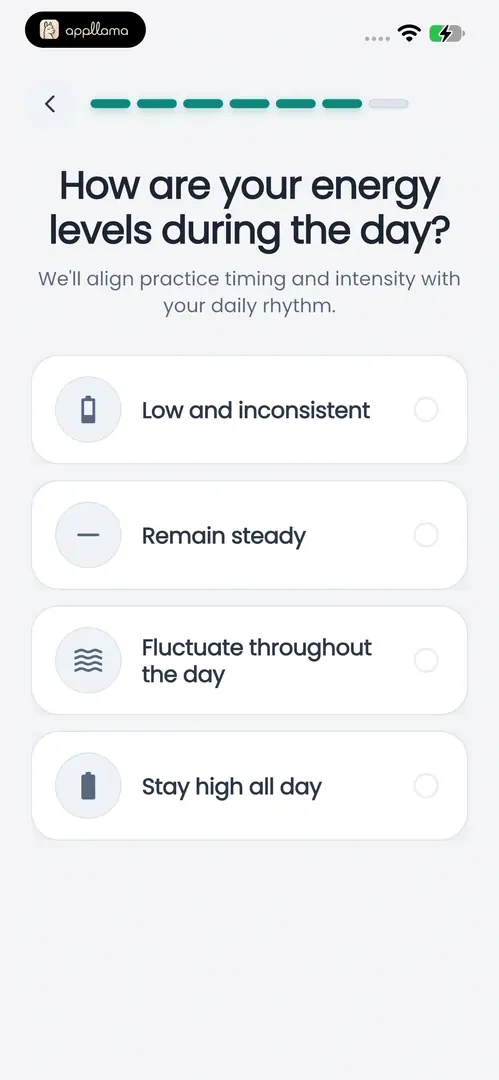 appllama
How are your energy
levels during the day?
We'll align practice timing and intensity with
your daily rhythm.
Low and inconsistent
Remain steady
Fluctuate throughout
the day
Stay high all day